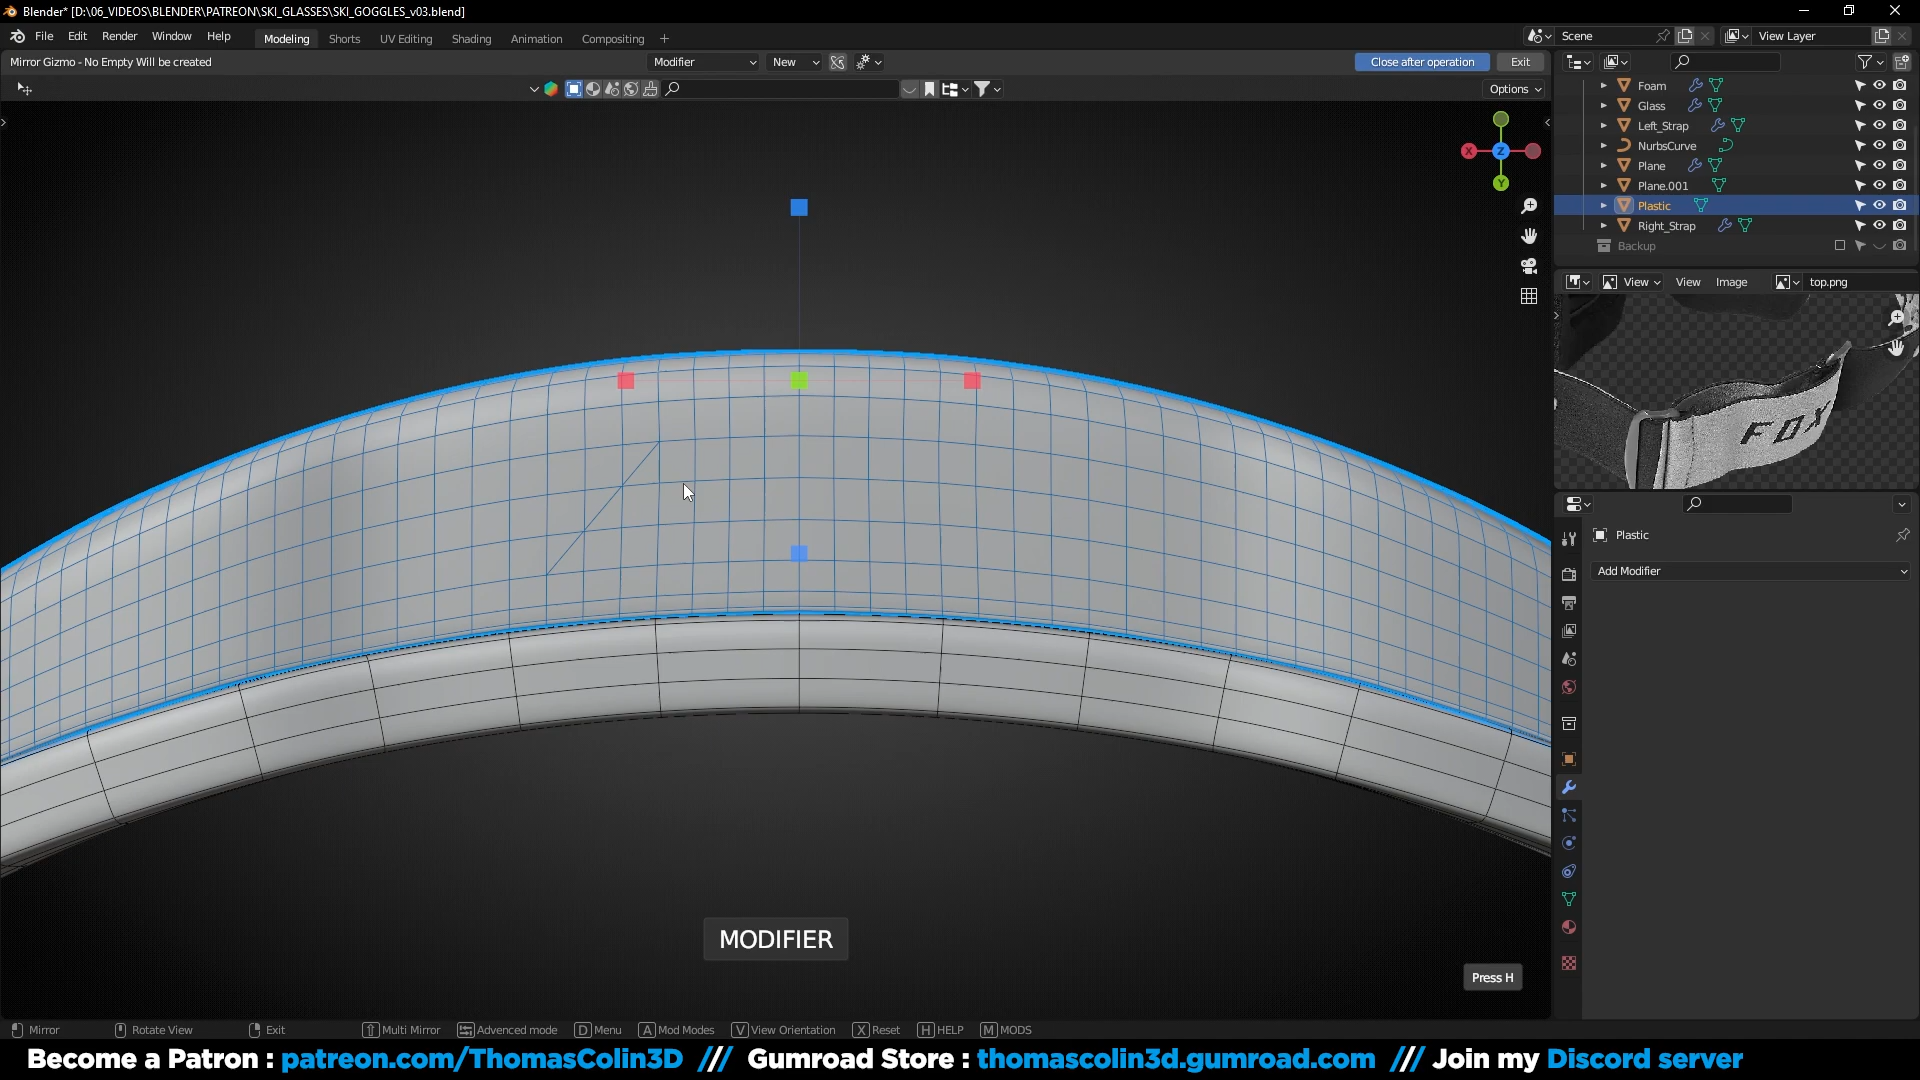 Blender* [D:\06_VIDEOS\BLENDER\PATREON\SKI_GLASSES\SKI_GOGGLES_v03.blend]
File Edit Render Window Help Modeling Shorts UV Editing Shading Animation Compositing + Scene View Layer
Mirror Gizmo - No Empty Will be created Modifier New Close after operation Exit
Options
Foam
Glass
Left_Strap
NurbsCurve
Plane
Plane.001
Plastic
Right_Strap
Backup
X Z Y
View View Image top.png
FOX
Plastic
Add Modifier
MODIFIER
Press H
Mirror Rotate View Exit Multi Mirror Advanced mode D Menu A Mod Modes V View Orientation X Reset H HELP M MODS
Become a Patron : patreon.com/ThomasColin3D /// Gumroad Store : thomascolin3d.gumroad.com /// Join my Discord server